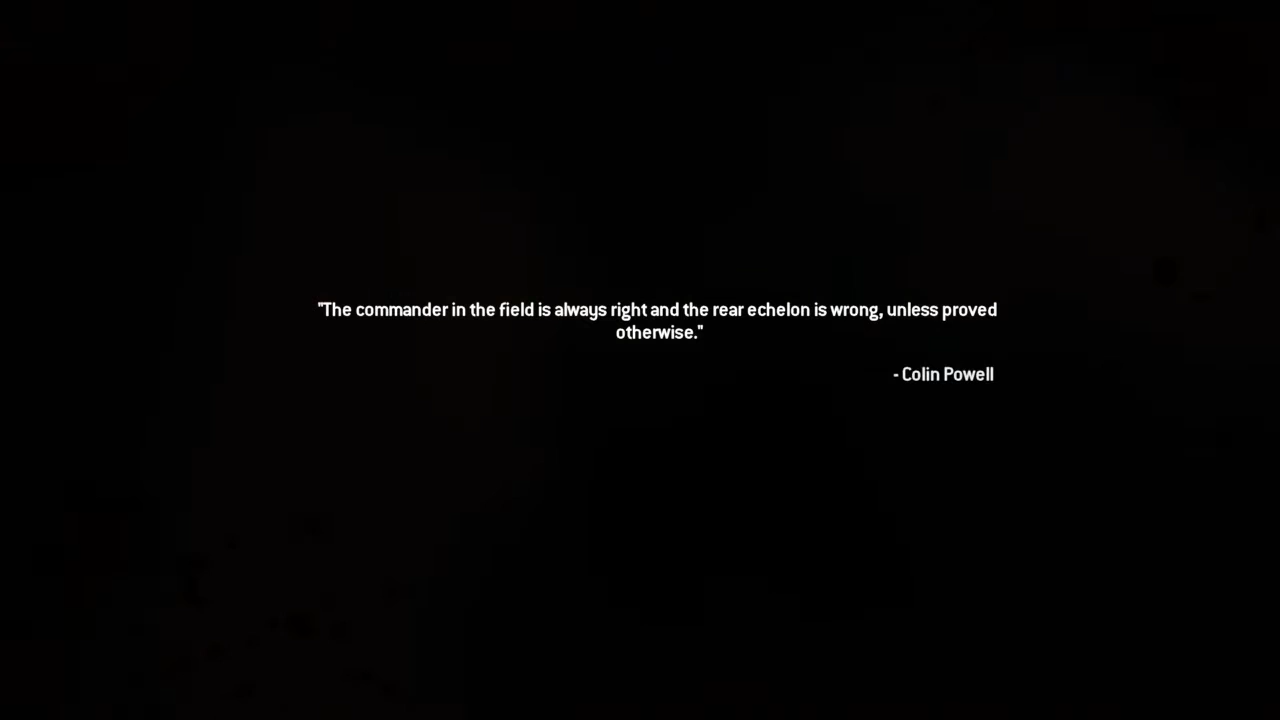 "The commander in the field is always right and the rear echelon is wrong, unless proved
otherwise."
- Colin Powell